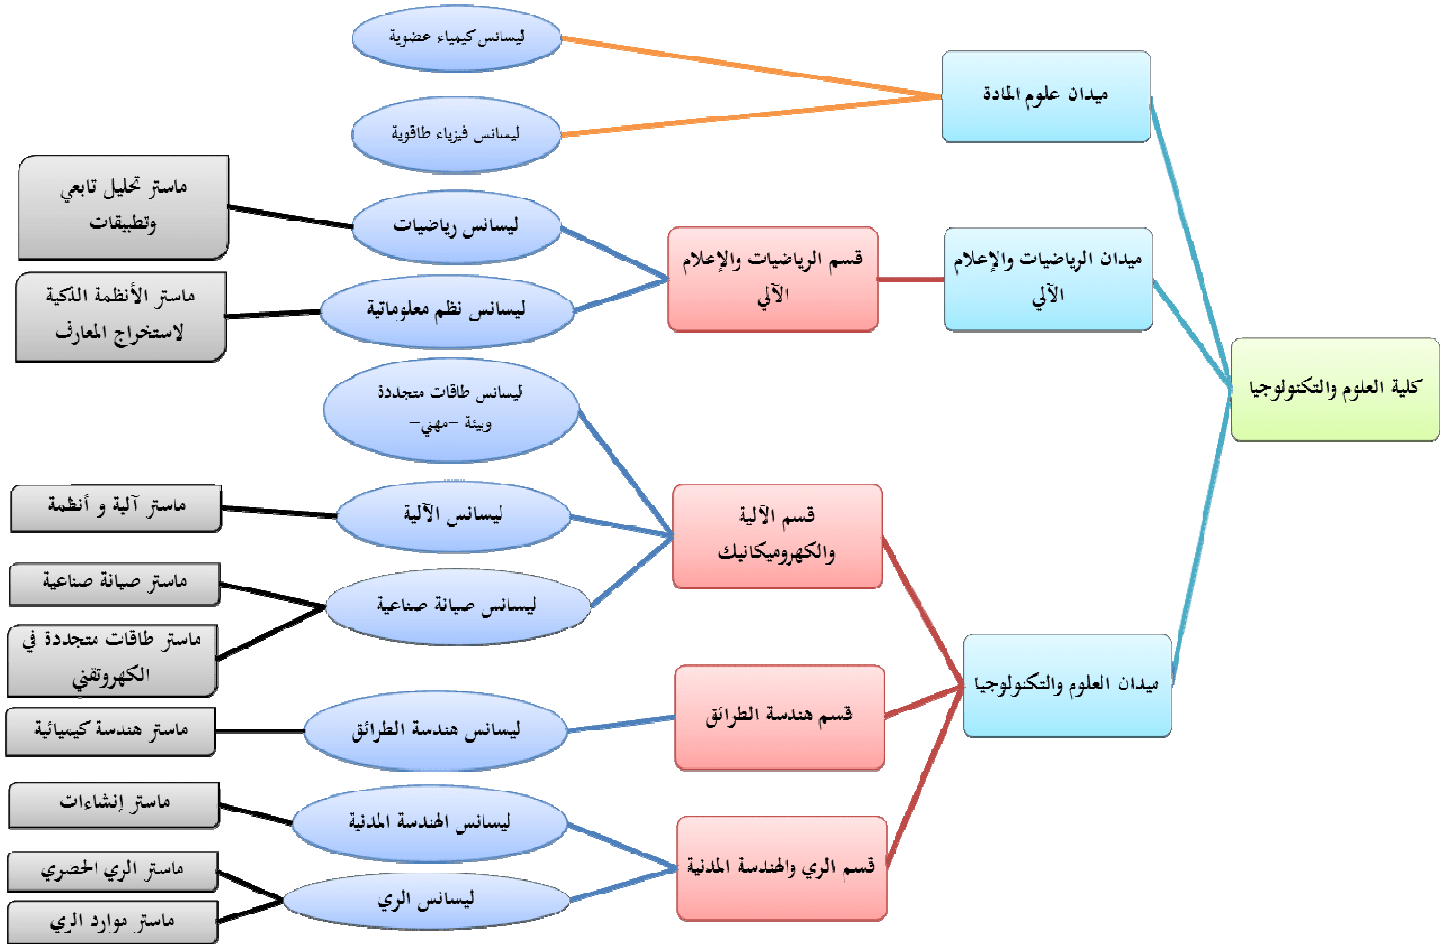 كلية العلوم والتكنولوجيا
ميدان علوم المادة
ليسانس كيمياء عضوية
ليسانس فيزياء طاقوية
ميدان الرياضيات والإعلام
الآلي
قسم الرياضيات والإعلام
الآلي
ليسانس رياضيات
ماستر تحليل تابعي
وتطبيقات
ليسانس نظم معلوماتية
ماستر الأنظمة الذكية
لاستخراج المعارف
ميدان العلوم والتكنولوجيا
قسم الآلية
والكهروميكانيك
ليسانس طاقات متجددة
وبيئة -مهني-
ليسانس الآلية
ماستر آلية و أنظمة
ليسانس صيانة صناعية
ماستر صيانة صناعية
ماستر طاقات متجددة في
الكهروتقني
قسم هندسة الطرائق
ليسانس هندسة الطرائق
ماستر هندسة كيميائية
قسم الري والهندسة المدنية
ليسانس الهندسة المدنية
ماستر إنشاءات
ليسانس الري
ماستر الري الحضري
ماستر موارد الري